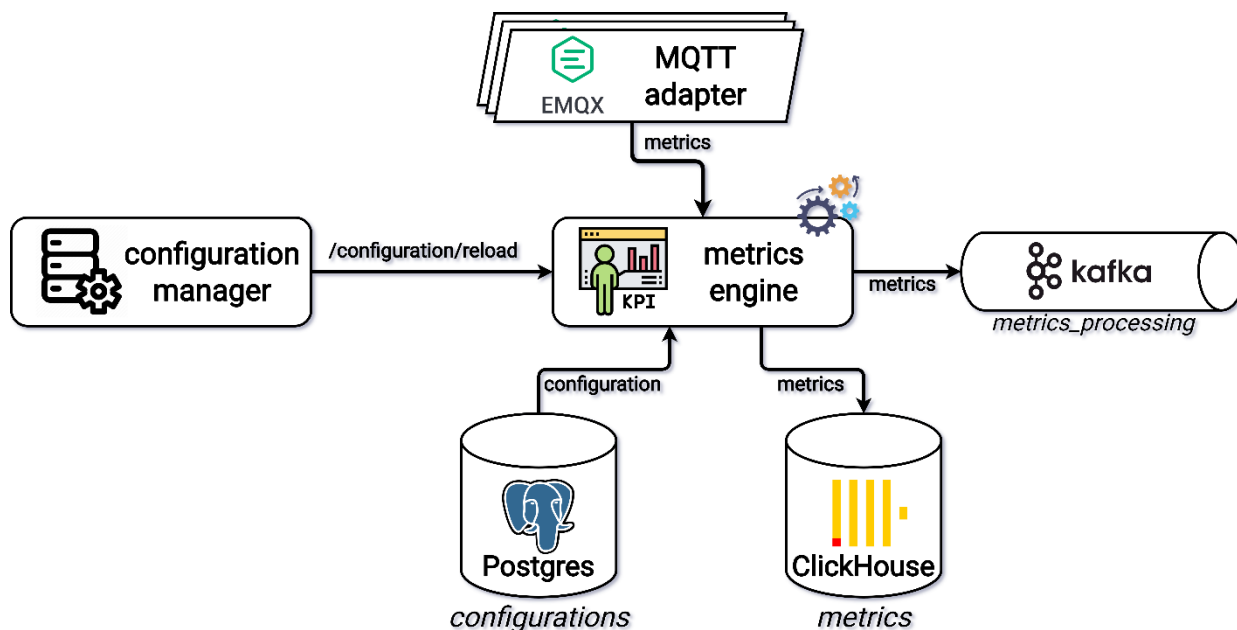 MQTT
adapter
EMQX
metrics
configuration
manager
/configuration/reload
metrics
engine
KPI
metrics
kafka
metrics_processing
configuration
metrics
Postgres
ClickHouse
configurations
metrics